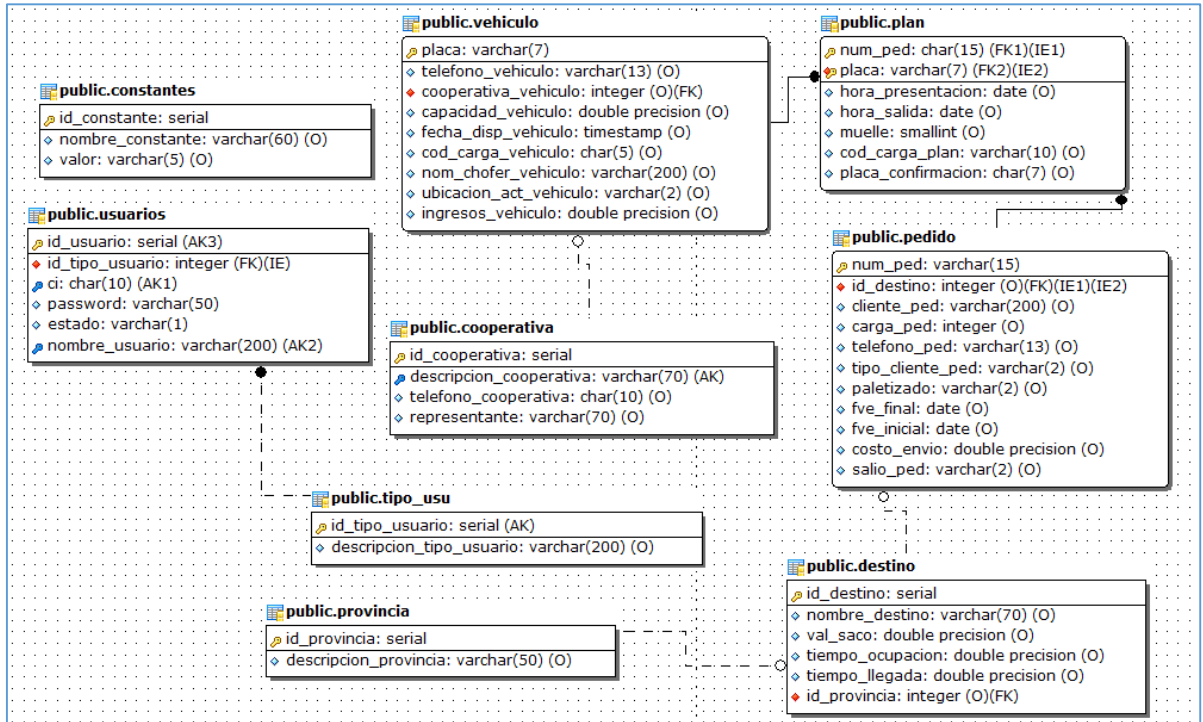 public.vehiculo
placa: varchar(7)
telefono_vehiculo: varchar(13) (O)
cooperativa_vehiculo: integer (O)(FK)
capacidad_vehiculo: double precision (O)
fecha_disp_vehiculo: timestamp (O)
cod_carga_vehiculo: char(5) (O)
nom_chofer_vehiculo: varchar(200) (O)
ubicacion_act_vehiculo: varchar(2) (O)
ingresos_vehiculo: double precision (O)
public.plan
num_ped: char(15) (FK1)(IE1)
placa: varchar(7) (FK2)(IE2)
hora_presentacion: date (O)
hora_salida: date (O)
muelle: smallint (O)
cod_carga_plan: varchar(10) (O)
placa_confirmacion: char(7) (O)
public.constantes
id_constante: serial
nombre_constante: varchar(60) (O)
valor: varchar(5) (O)
public.usuarios
id_usuario: serial (AK3)
id_tipo_usuario: integer (FK)(IE)
ci: char(10) (AK1)
password: varchar(50)
estado: varchar(1)
nombre_usuario: varchar(200) (AK2)
public.pedido
num_ped: varchar(15)
id_destino: integer (O)(FK)(IE1)(IE2)
cliente_ped: varchar(200) (O)
carga_ped: integer (O)
telefono_ped: varchar(13) (O)
tipo_cliente_ped: varchar(2) (O)
paletizado: varchar(2) (O)
fve_final: date (O)
fve_inicial: date (O)
costo_envio: double precision (O)
salio_ped: varchar(2) (O)
public.cooperativa
id_cooperativa: serial
descripcion_cooperativa: varchar(70) (AK)
telefono_cooperativa: char(10) (O)
representante: varchar(70) (O)
public.tipo_usu
id_tipo_usuario: serial (AK)
descripcion_tipo_usuario: varchar(200) (O)
public.destino
id_destino: serial
nombre_destino: varchar(70) (O)
val_saco: double precision (O)
tiempo_ocupacion: double precision (O)
tiempo_llegada: double precision (O)
id_provincia: integer (O)(FK)
public.provincia
id_provincia: serial
descripcion_provincia: varchar(50) (O)